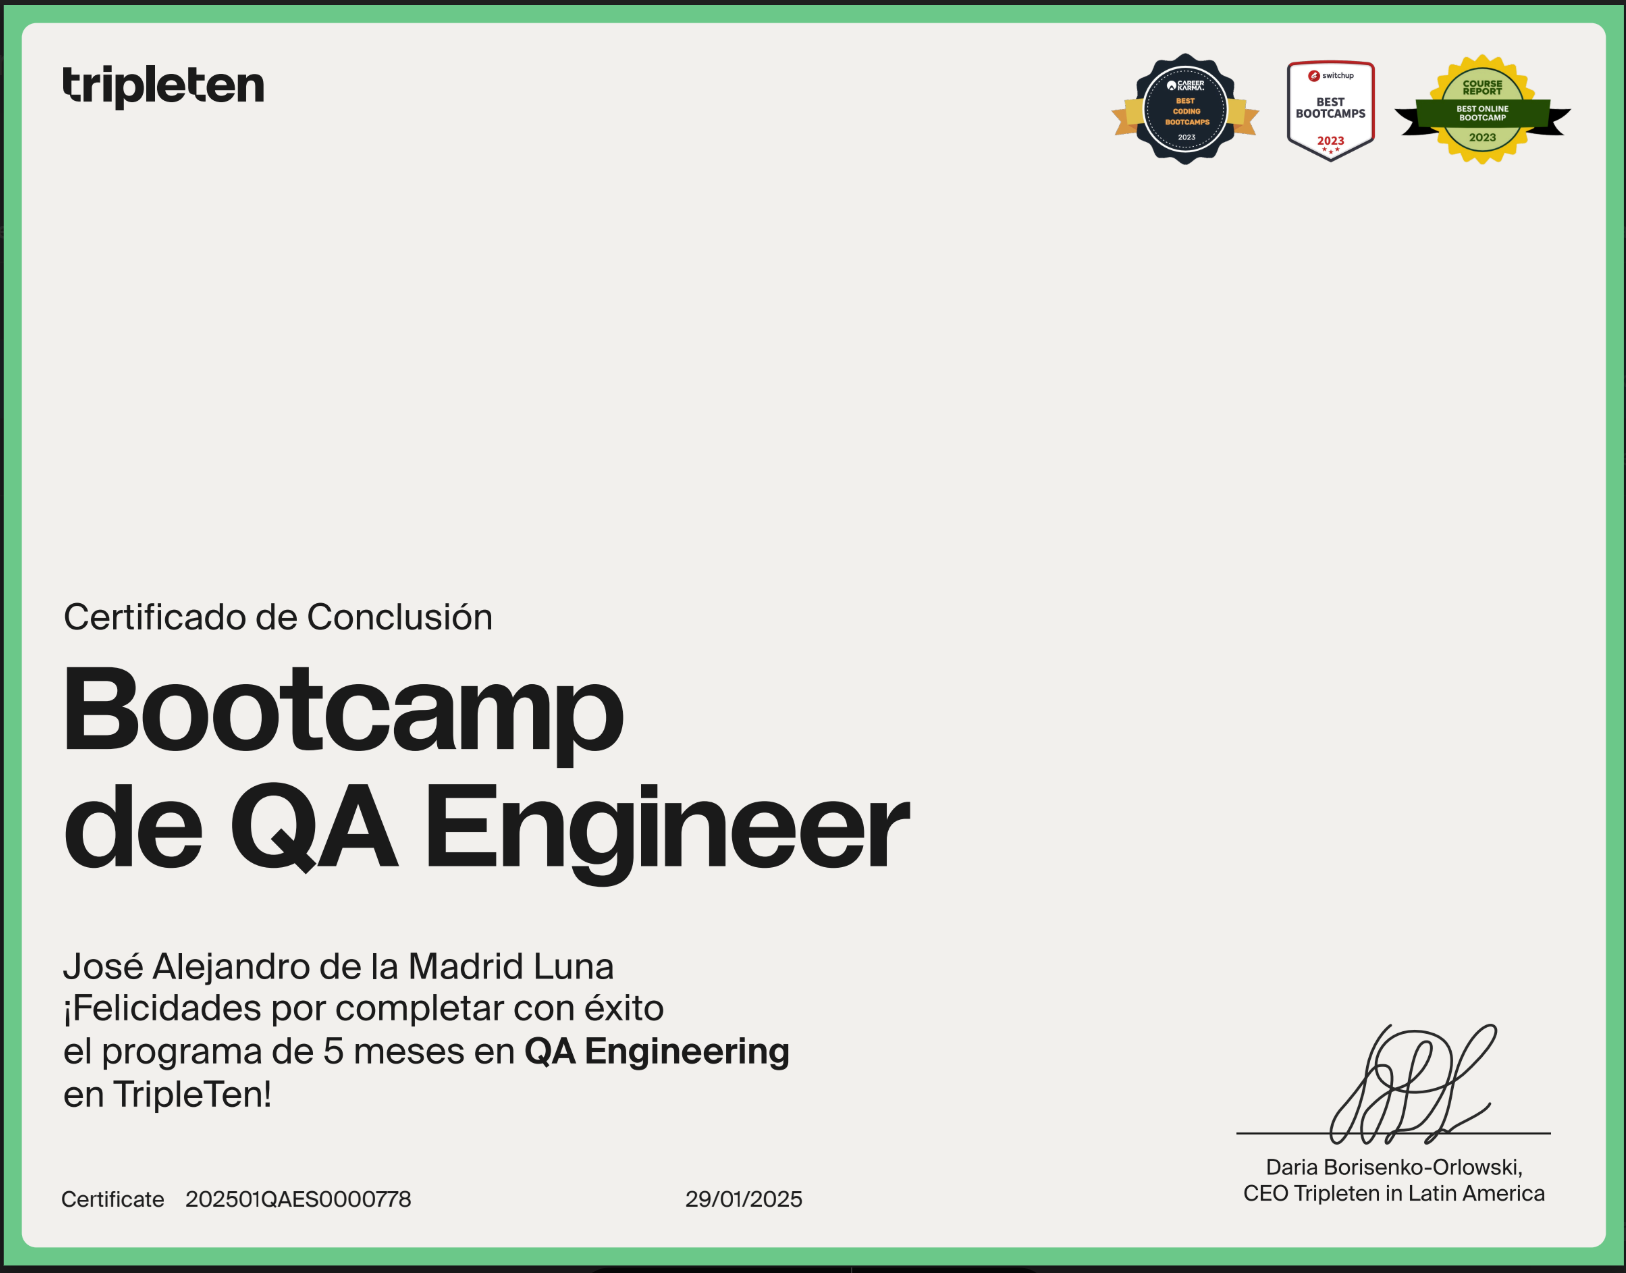 tripleten
CAREER
KARMA
BEST
CODING
BOOTCAMPS
2023
switchup
BEST
BOOTCAMPS
2023
COURSE
REPORT
BEST ONLINE
BOOTCAMP
2023
Certificado de Conclusión
Bootcamp
de QA Engineer
José Alejandro de la Madrid Luna
¡Felicidades por completar con éxito
el programa de 5 meses en QA Engineering
en TripleTen!
Daria Borisenko-Orlowski,
CEO Tripleten in Latin America
Certificate 202501QAES0000778
29/01/2025